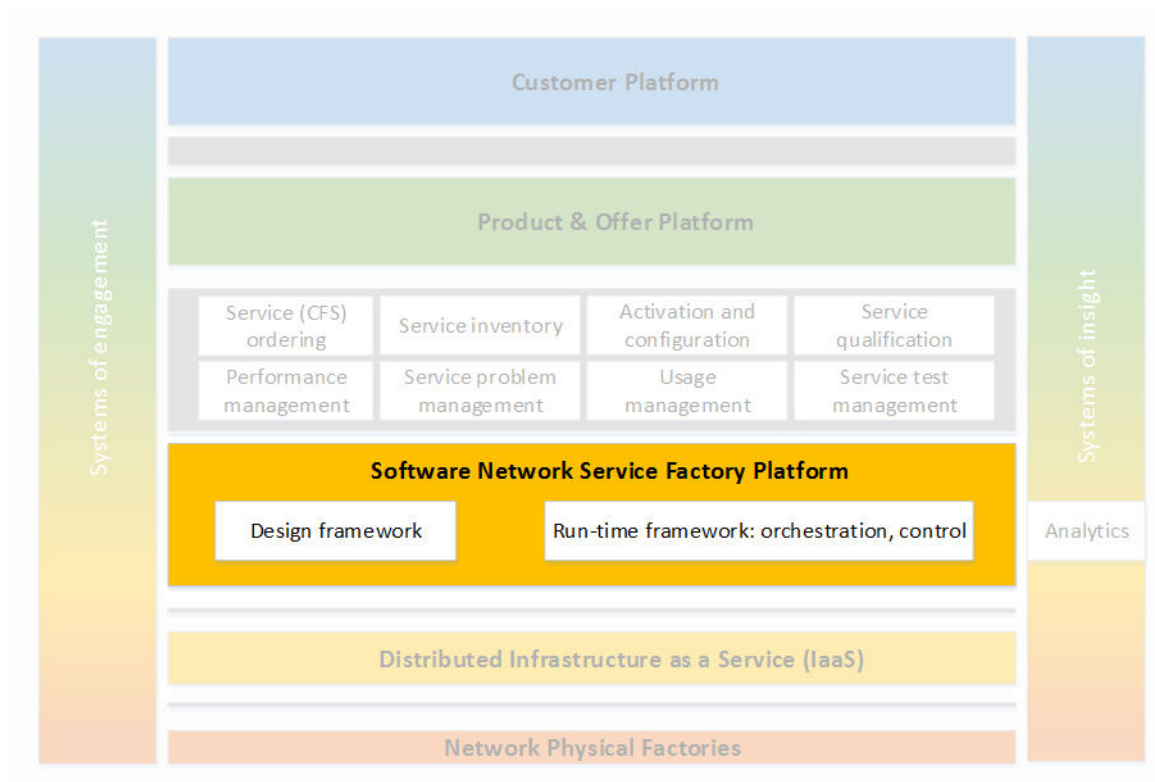 Customer Platform
Product & Offer Platform
Systems of engagement
Systems of insight
Service (CFS)
ordering
Service inventory
Activation and
configuration
Service
qualification
Performance
management
Service problem
management
Usage
management
Service test
management
Software Network Service Factory Platform
Design framework
Run-time framework: orchestration, control
Analytics
Distributed Infrastructure as a Service (IaaS)
Network Physical Factories